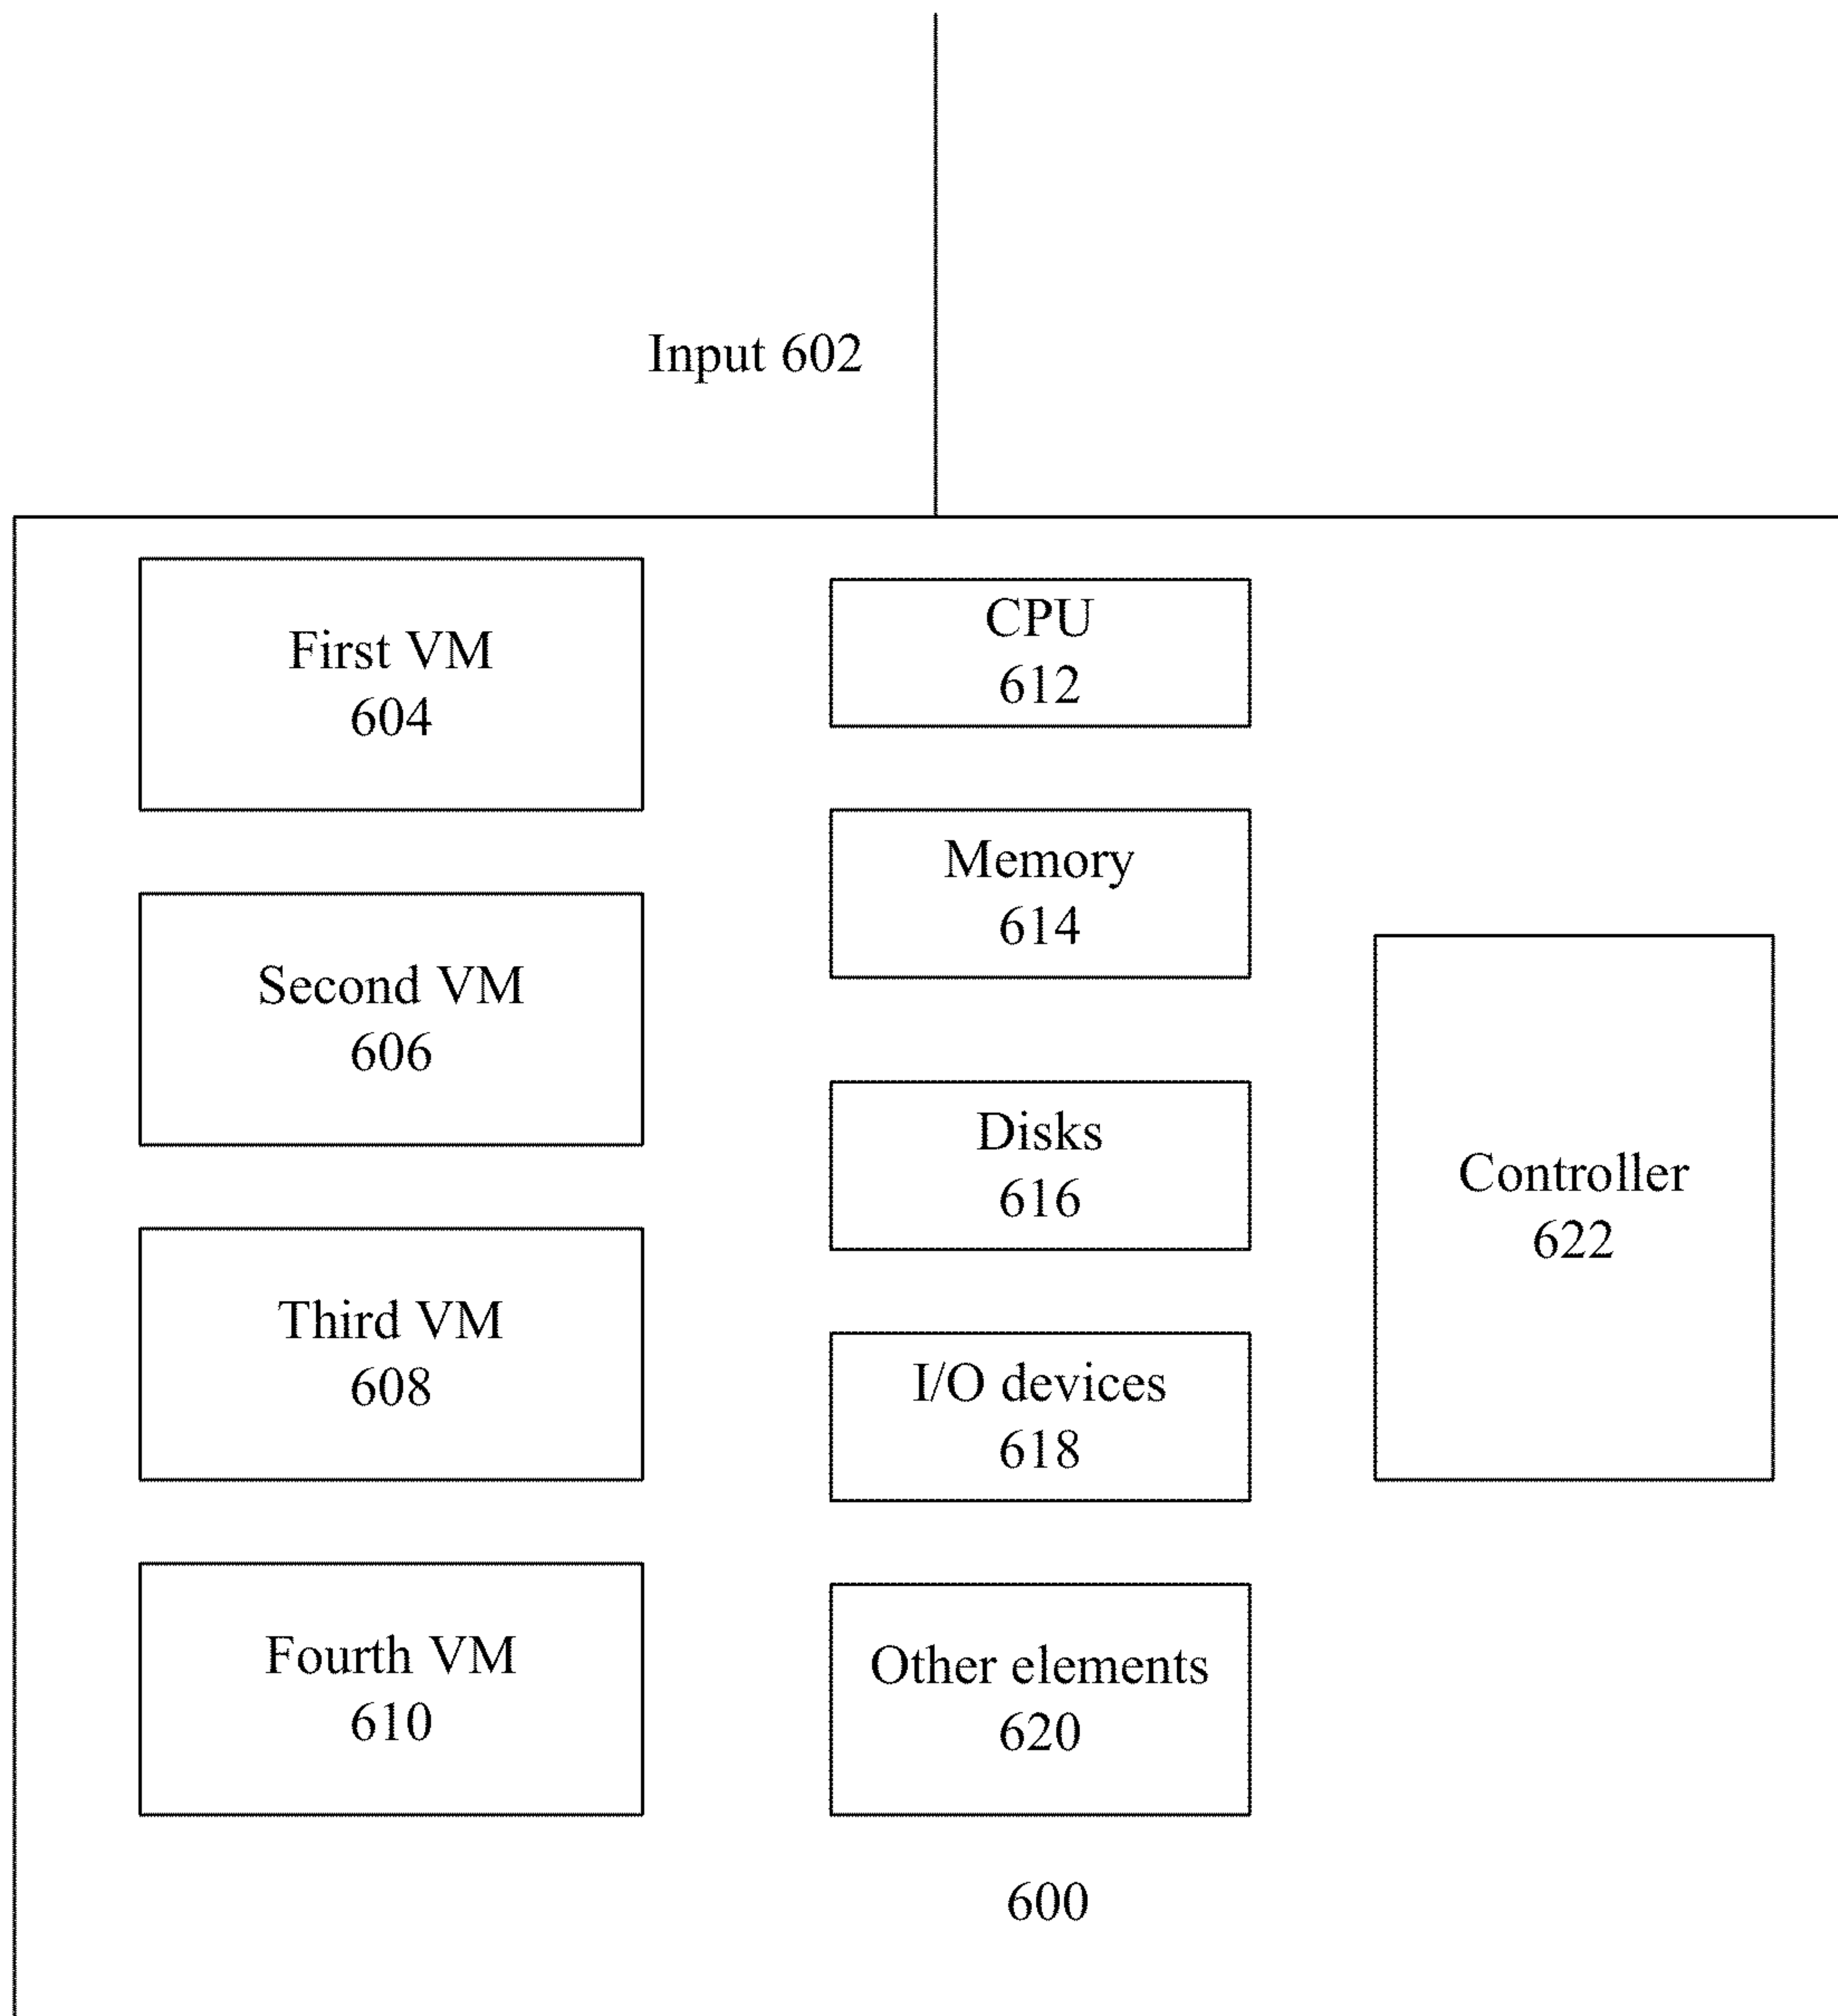 Input 602
First VM
604
Second VM
606
Third VM
608
Fourth VM
610
CPU
612
Memory
614
Disks
616
I/O devices
618
Other elements
620
Controller
622
600